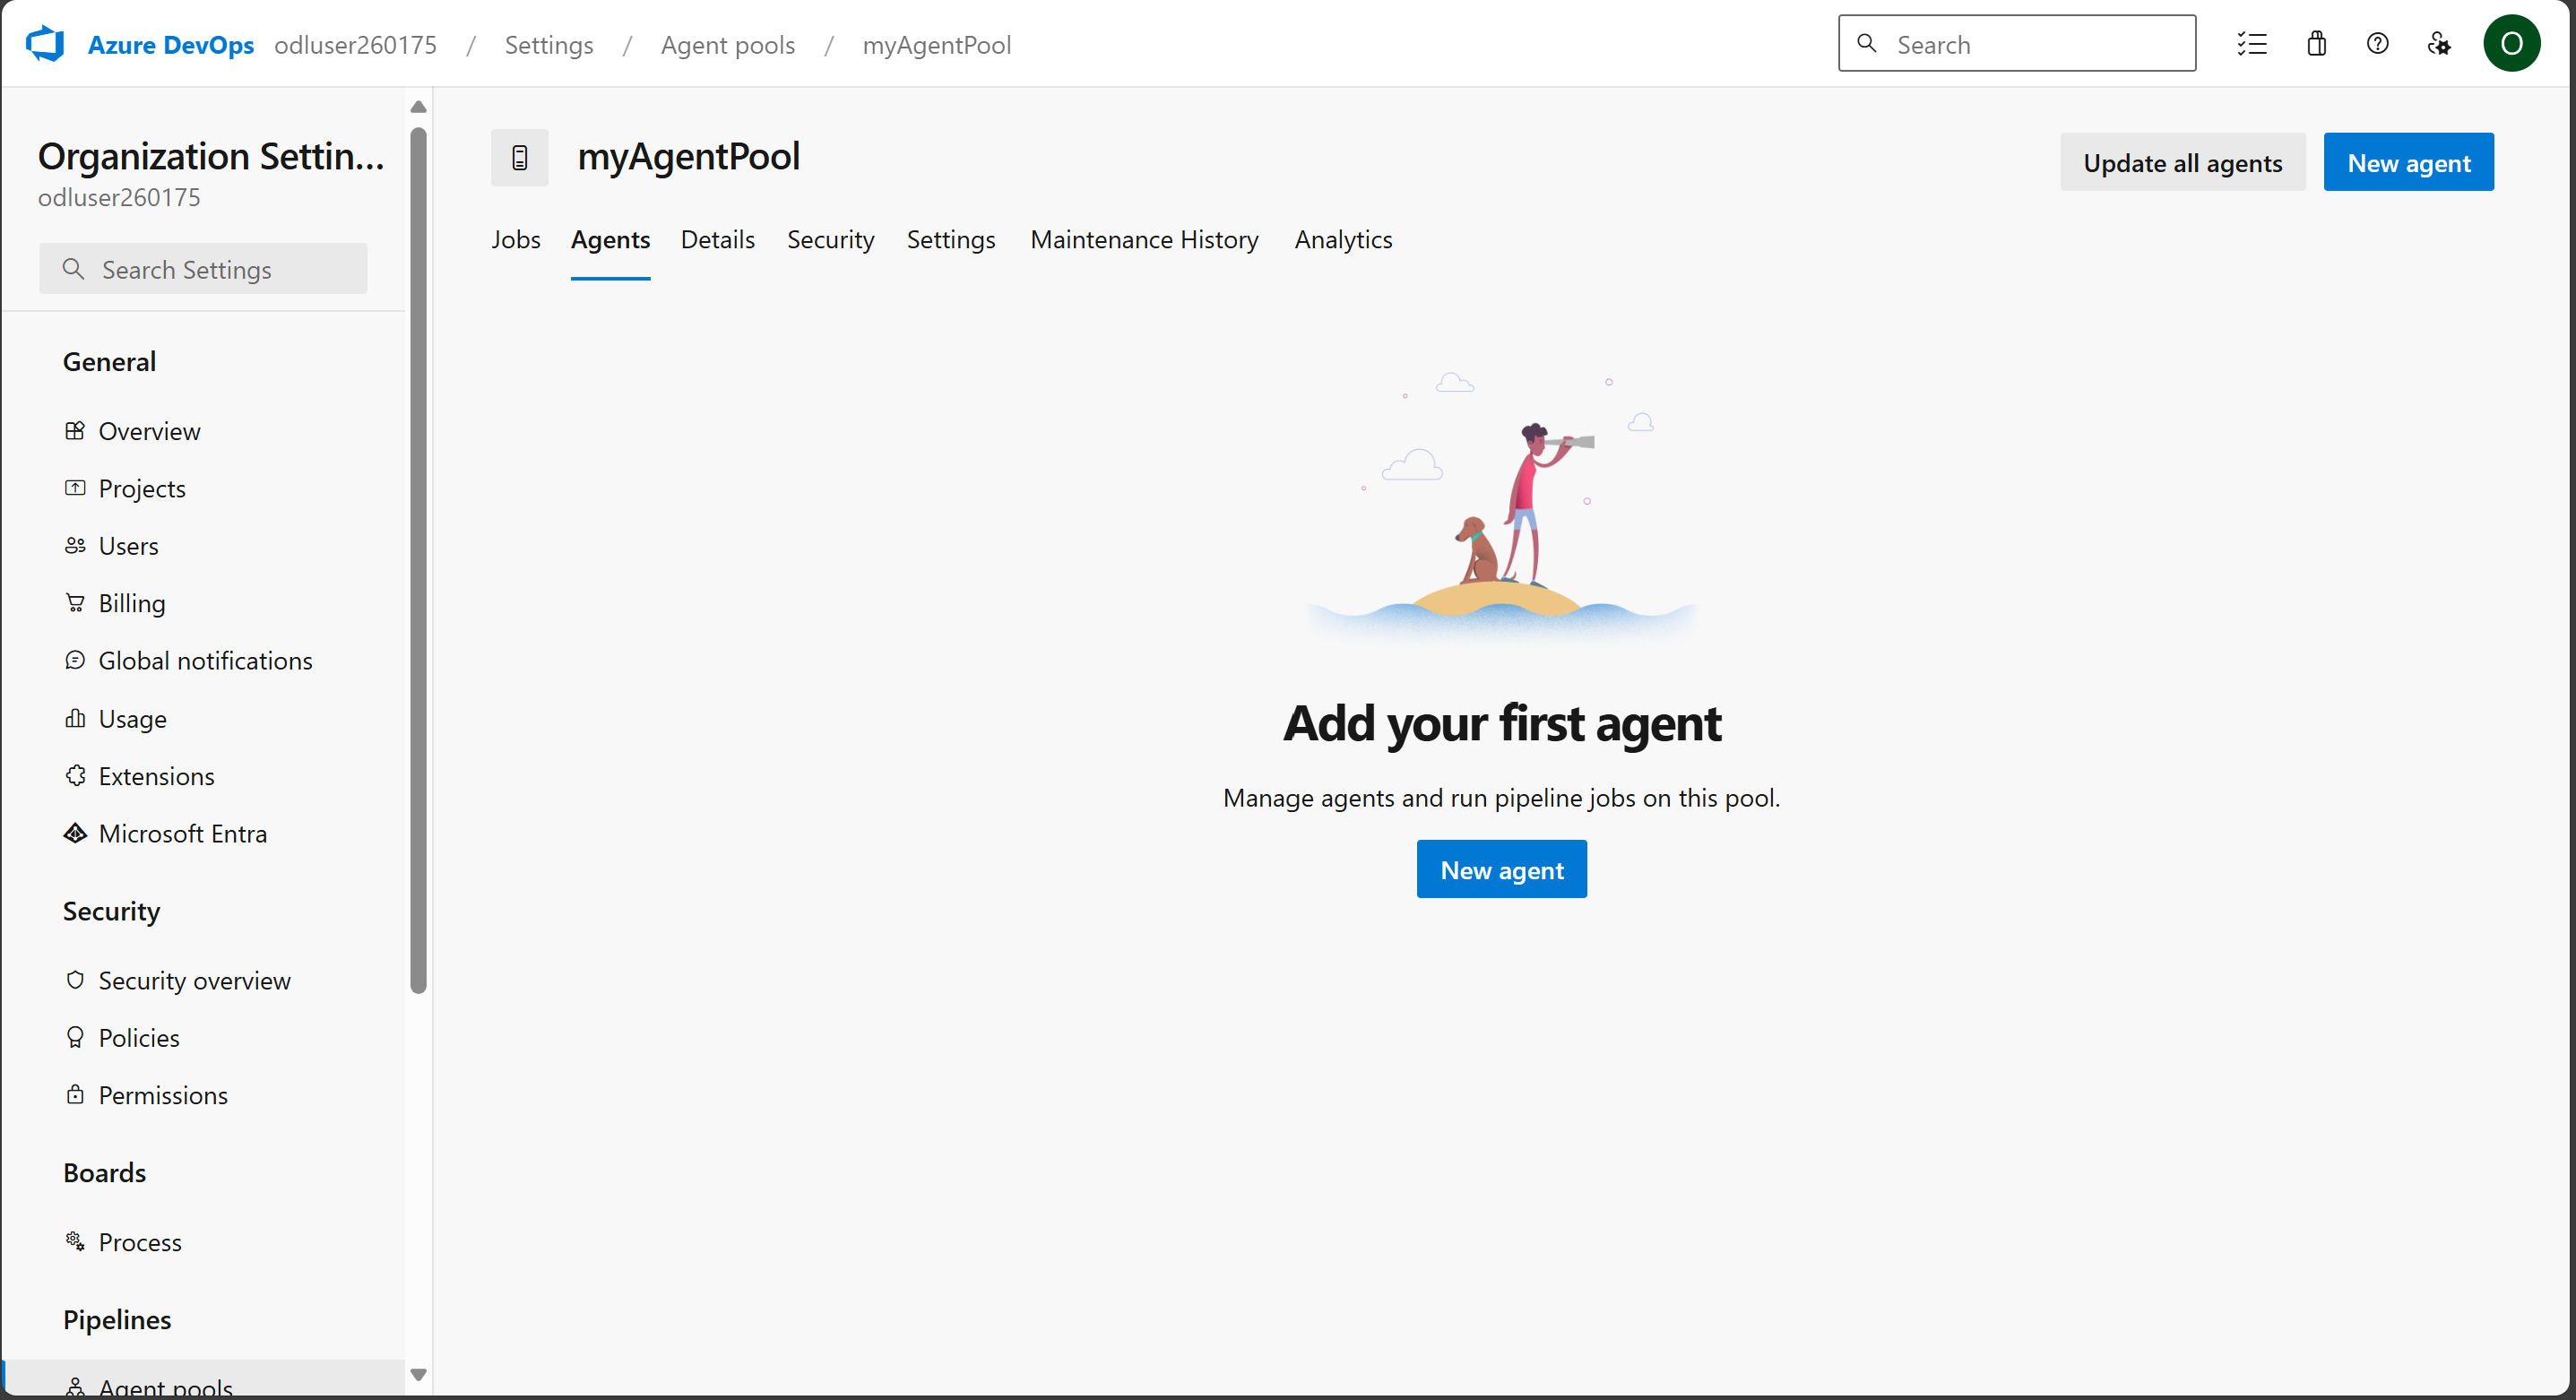 Azure DevOps odluser260175 / Settings / Agent pools / myAgentPool
Search
O
Organization Settin...
odluser260175
Search Settings
General
Overview
Projects
Users
Billing
Global notifications
Usage
Extensions
Microsoft Entra
Security
Security overview
Policies
Permissions
Boards
Process
Pipelines
Agent pools
myAgentPool
Update all agents
New agent
Jobs Agents Details Security Settings Maintenance History Analytics
Add your first agent
Manage agents and run pipeline jobs on this pool.
New agent